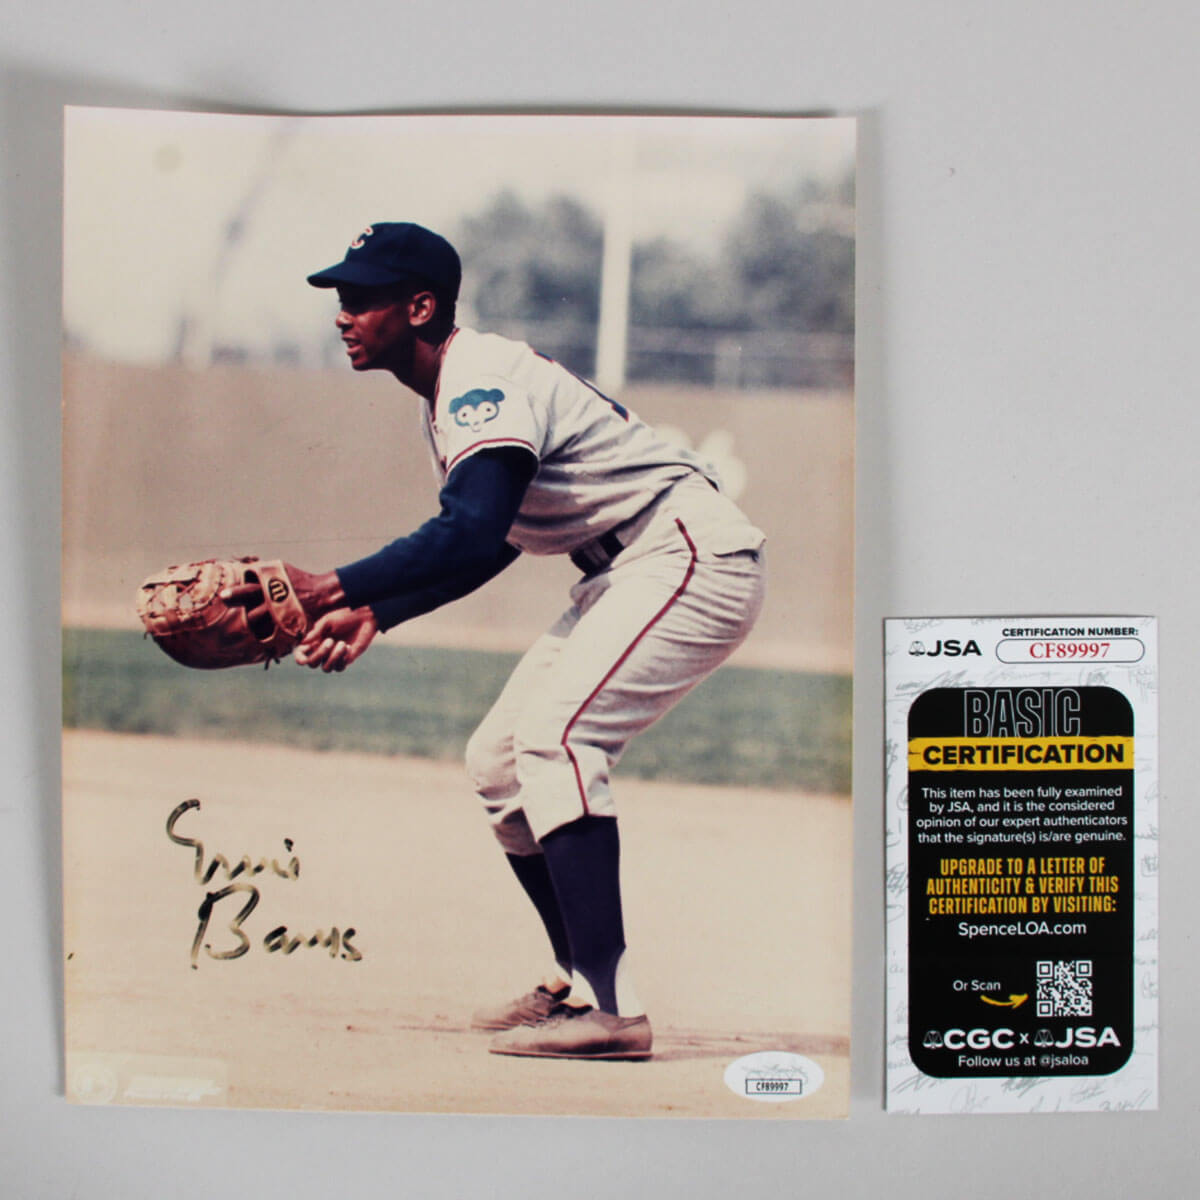 C
Ernie
Banks
CF89997
JSA
CERTIFICATION NUMBER:
CF89997
BASIC
CERTIFICATION
This item has been fully examined
by JSA, and it is the considered
opinion of our expert authenticators
that the signature(s) is/are genuine.
UPGRADE TO A LETTER OF
AUTHENTICITY & VERIFY THIS
CERTIFICATION BY VISITING:
SpenceLOA.com
Or Scan
CGC x JSA
Follow us at @jsaloa